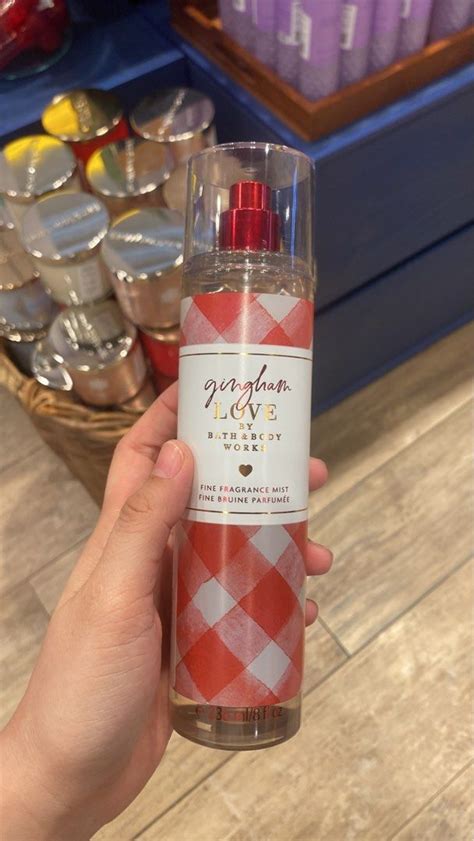 gingham
LOVE
BY
BATH & BODY
WORKS
FINE FRAGRANCE MIST
FINE BRUINE PARFUMÉE